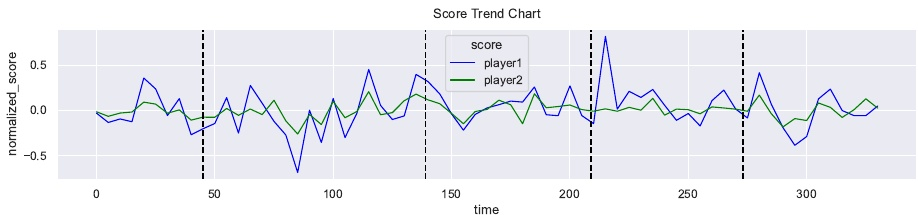 Score Trend Chart
normalized_score
0.5
0.0
−0.5
score
player1
player2
0 50 100 150 200 250 300
time